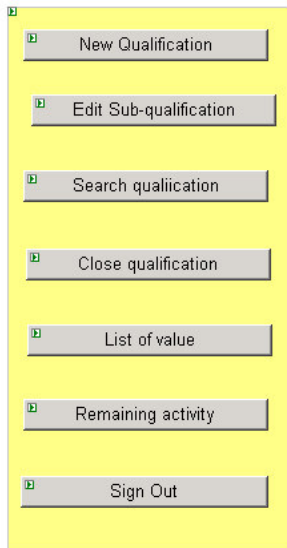 New Qualification
Edit Sub-qualification
Search qualiication
Close qualification
List of value
Remaining activity
Sign Out